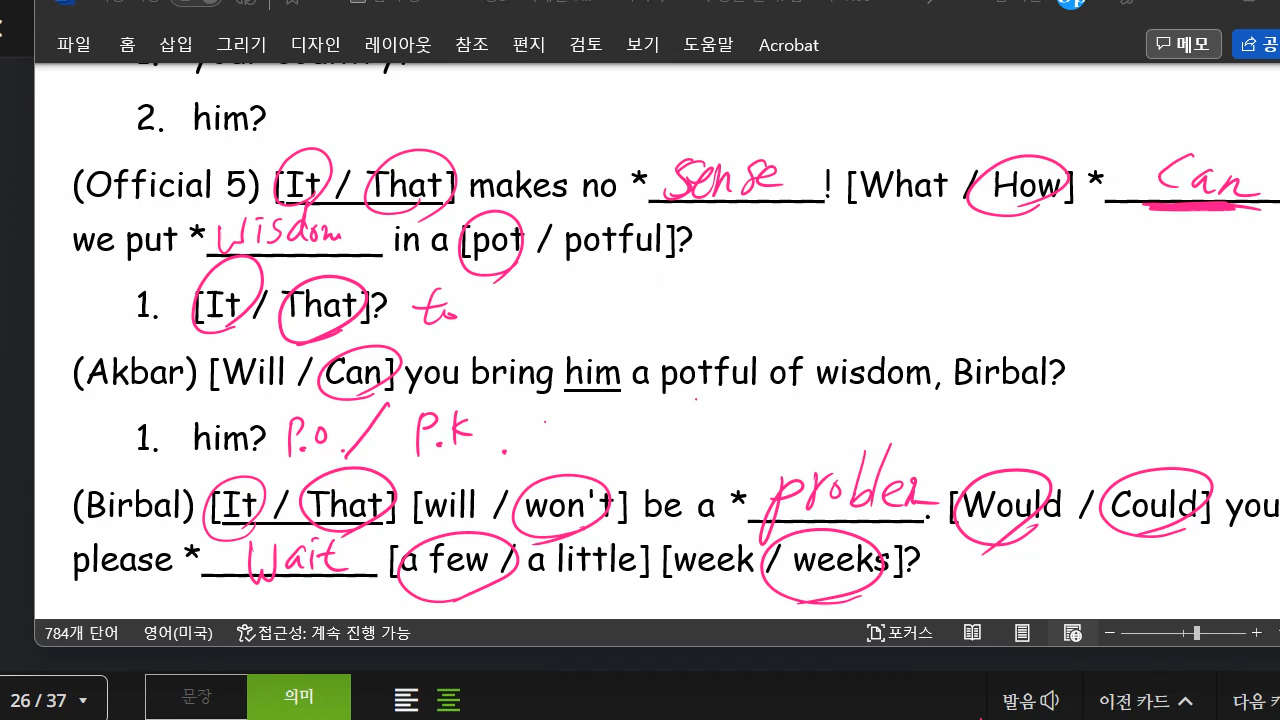 파일 홈 삽입 그리기 디자인 레이아웃 참조 편지 검토 보기 도움말 Acrobat 메모
2. him?
(Official 5) [It / That] makes no *sense! [What / How] * Can
we put *Wisdom in a [pot / potful]?
1. [It / That]? to
(Akbar) [Will / Can] you bring him a potful of wisdom, Birbal?
1. him? P.O. / P.K.
(Birbal) [It / That] [will / won't] be a * problem. [Would / Could] you
please * Wait [a few / a little] [week / weeks]?
784개 단어 영어(미국) 접근성: 계속 진행 가능 포커스
26 / 37 문장 의미 발음 이전 카드 다음